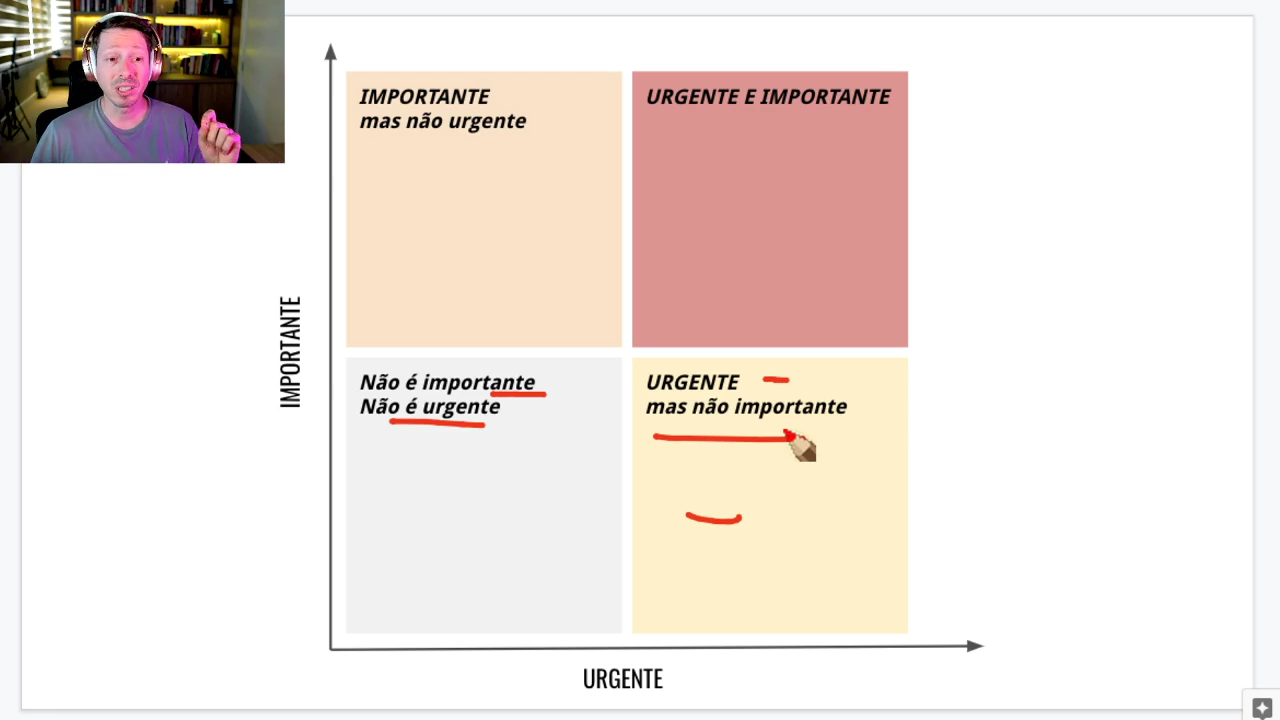 IMPORTANTE
mas não urgente
URGENTE E IMPORTANTE
IMPORTANTE
Não é importante
Não é urgente
URGENTE
mas não importante
URGENTE